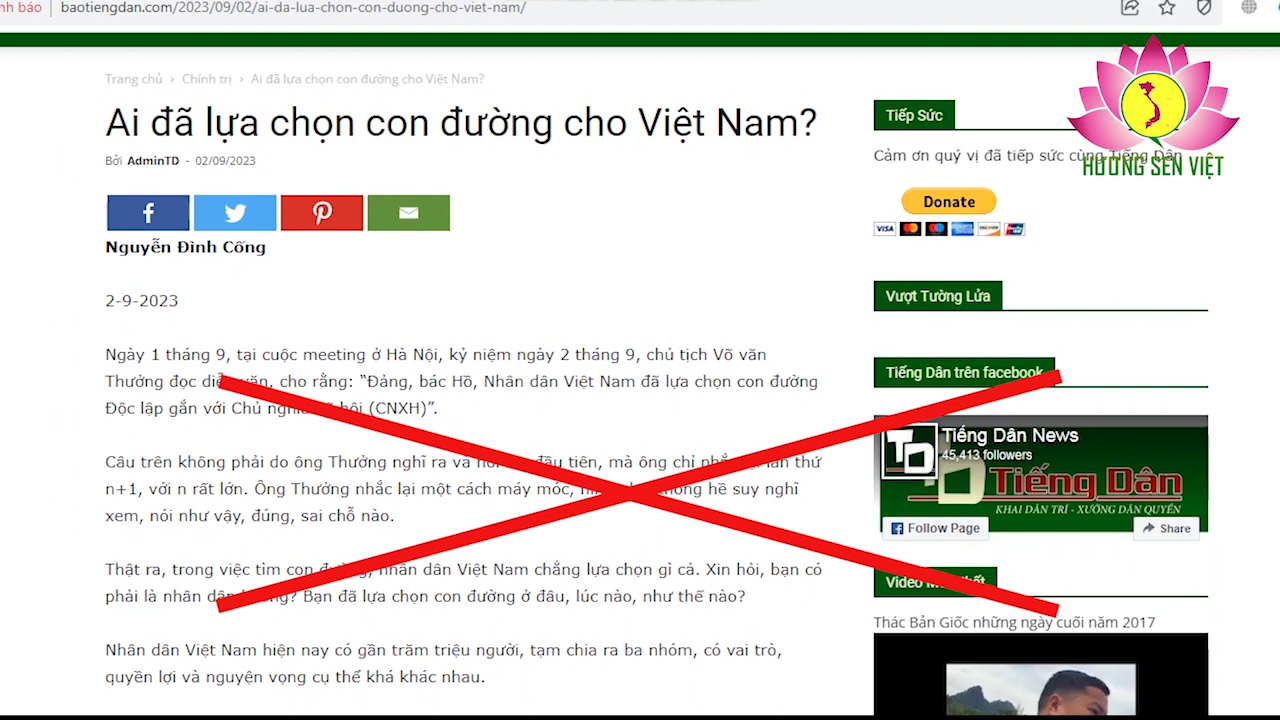 nh báo
baotiengdan.com/2023/09/02/ai-da-lua-chon-con-duong-cho-viet-nam/
Trang chủ › Chính trị › Ai đã lựa chọn con đường cho Việt Nam?
Ai đã lựa chọn con đường cho Việt Nam?
Bởi AdminTD - 02/09/2023
Nguyễn Đình Cống
2-9-2023
Ngày 1 tháng 9, tại cuộc meeting ở Hà Nội, kỷ niệm ngày 2 tháng 9, chủ tịch Võ văn
Thưởng đọc diễn văn, cho rằng: “Đảng, bác Hồ, Nhân dân Việt Nam đã lựa chọn con đường
Độc lập gắn với Chủ nghĩa hội (CNXH)”.
Câu trên không phải do ông Thưởng nghĩ ra và đầu tiên, mà ông chỉ lần thứ
n+1, với n rất lớn. Ông Thưởng nhắc lại một cách máy móc, không hề suy nghĩ
xem, nói như vậy, đúng, sai chỗ nào.
Thật ra, trong việc tìm con đường, nhân dân Việt Nam chẳng lựa chọn gì cả. Xin hỏi, bạn có
phải là nhân dân không? Bạn đã lựa chọn con đường ở đâu, lúc nào, như thế nào?
Nhân dân Việt Nam hiện nay có gần trăm triệu người, tạm chia ra ba nhóm, có vai trò,
quyền lợi và nguyện vọng cụ thể khá khác nhau.
HƯƠNG SEN VIỆT
Tiếp Sức
Cảm ơn quý vị đã tiếp sức cùng Tiếng Dân
Donate
VISA
Vượt Tường Lửa
Tiếng Dân trên facebook
Tiếng Dân News
45,413 followers
TD
Tiếng Dân
KHAI DÂN TRÍ - XƯỚNG DÂN QUYỀN
Follow Page
Share
Video Mới Nhất
Thác Bản Giốc những ngày cuối năm 2017